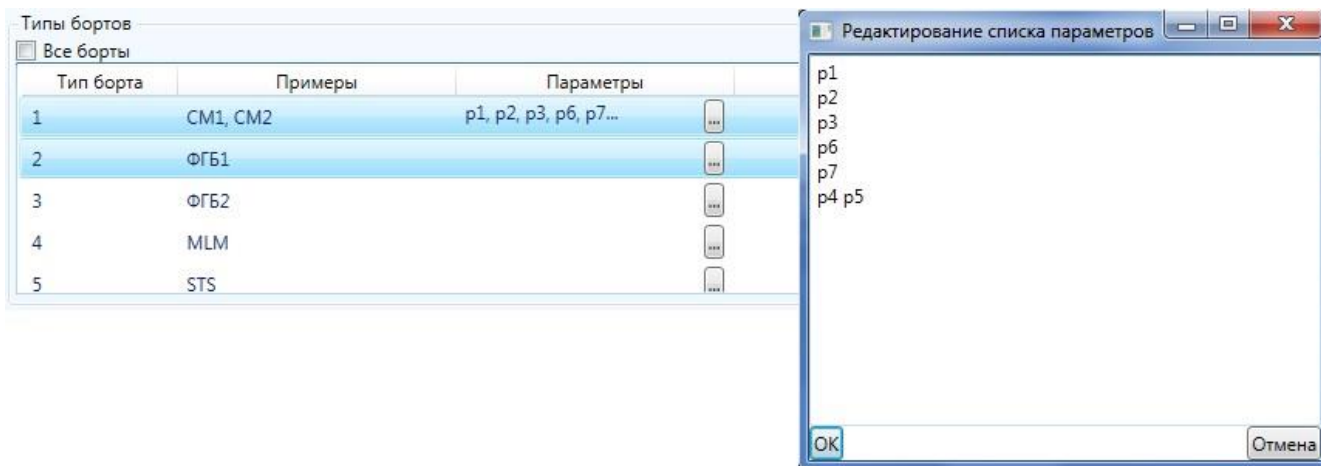 Типы бортов
Все борты
Тип борта Примеры Параметры
1 СМ1, СМ2 p1, p2, p3, p6, p7... ...
2 ФГБ1 ...
3 ФГБ2 ...
4 MLM ...
5 STS ...
Редактирование списка параметров
p1
p2
p3
p6
p7
p4 p5
OK Отмена